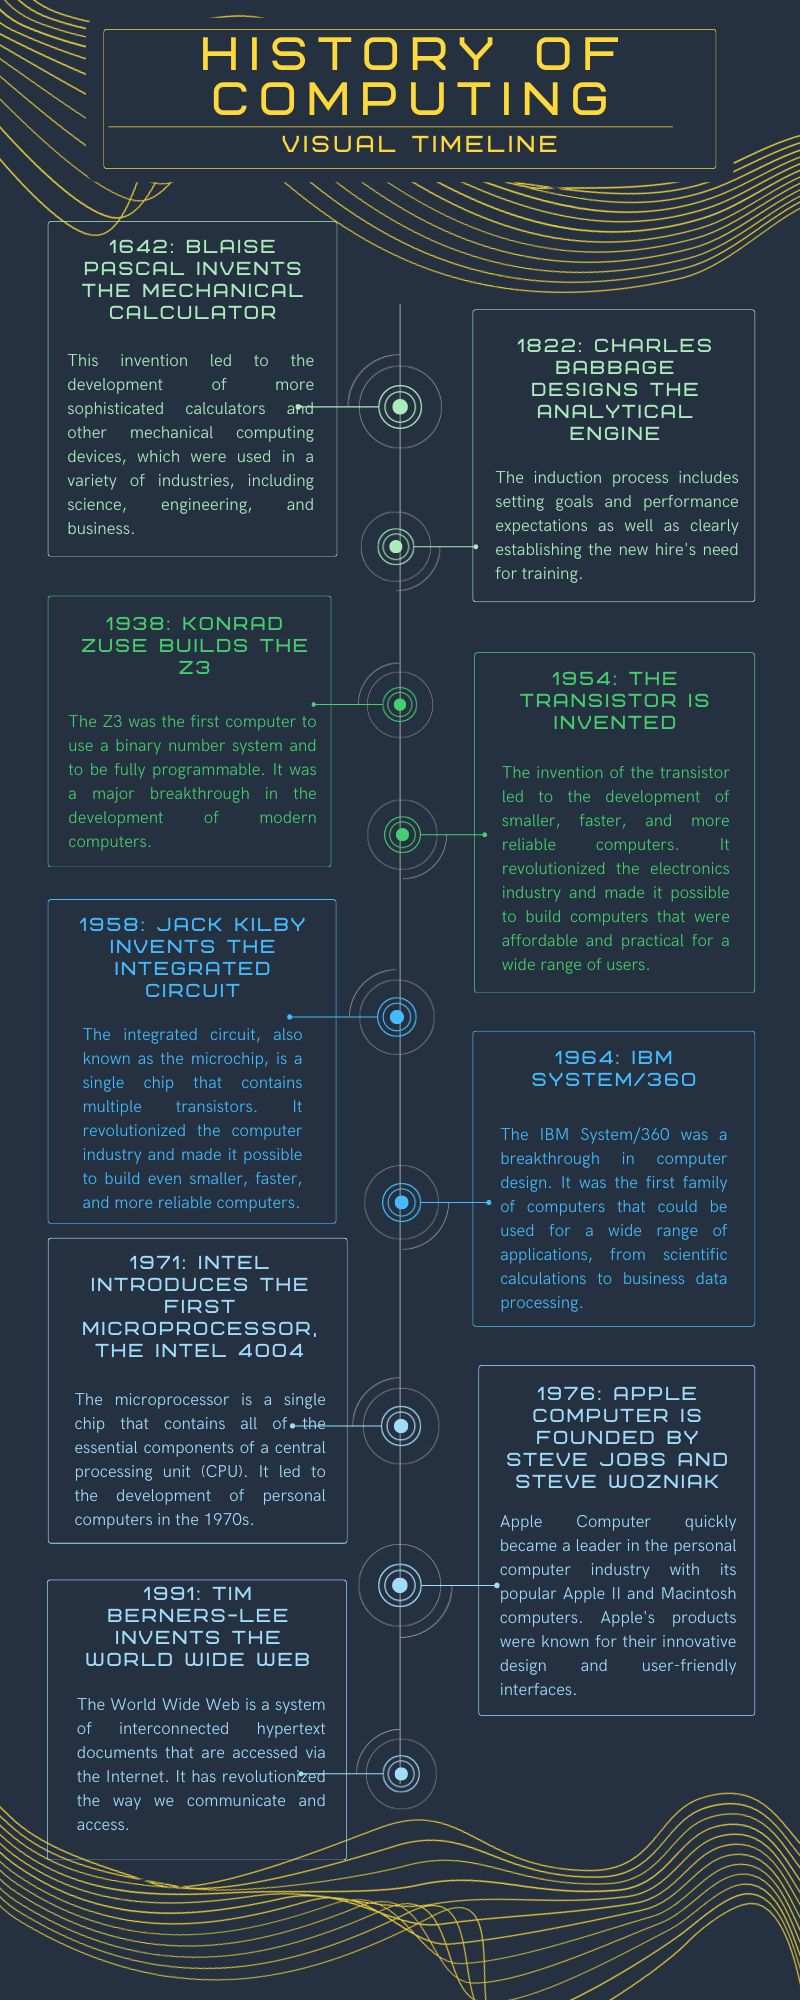 HISTORY OF
COMPUTING
VISUAL TIMELINE
1642: BLAISE
PASCAL INVENTS
THE MECHANICAL
CALCULATOR
This invention led to the
development of more
sophisticated calculators and
other mechanical computing
devices, which were used in a
variety of industries, including
science, engineering, and
business.
1822: CHARLES
BABBAGE
DESIGNS THE
ANALYTICAL
ENGINE
The induction process includes
setting goals and performance
expectations as well as clearly
establishing the new hire's need
for training.
1938: KONRAD
ZUSE BUILDS THE
Z3
The Z3 was the first computer to
use a binary number system and
to be fully programmable. It was
a major breakthrough in the
development of modern
computers.
1954: THE
TRANSISTOR IS
INVENTED
The invention of the transistor
led to the development of
smaller, faster, and more
reliable computers. It
revolutionized the electronics
industry and made it possible
to build computers that were
affordable and practical for a
wide range of users.
1958: JACK KILBY
INVENTS THE
INTEGRATED
CIRCUIT
The integrated circuit, also
known as the microchip, is a
single chip that contains
multiple transistors. It
revolutionized the computer
industry and made it possible
to build even smaller, faster,
and more reliable computers.
1964: IBM
SYSTEM/360
The IBM System/360 was a
breakthrough in computer
design. It was the first family
of computers that could be
used for a wide range of
applications, from scientific
calculations to business data
processing.
1971: INTEL
INTRODUCES THE
FIRST
MICROPROCESSOR,
THE INTEL 4004
The microprocessor is a single
chip that contains all of the
essential components of a central
processing unit (CPU). It led to
the development of personal
computers in the 1970s.
1976: APPLE
COMPUTER IS
FOUNDED BY
STEVE JOBS AND
STEVE WOZNIAK
Apple Computer quickly
became a leader in the personal
computer industry with its
popular Apple II and Macintosh
computers. Apple's products
were known for their innovative
design and user-friendly
interfaces.
1991: TIM
BERNERS-LEE
INVENTS THE
WORLD WIDE WEB
The World Wide Web is a system
of interconnected hypertext
documents that are accessed via
the Internet. It has revolutionized
the way we communicate and
access.